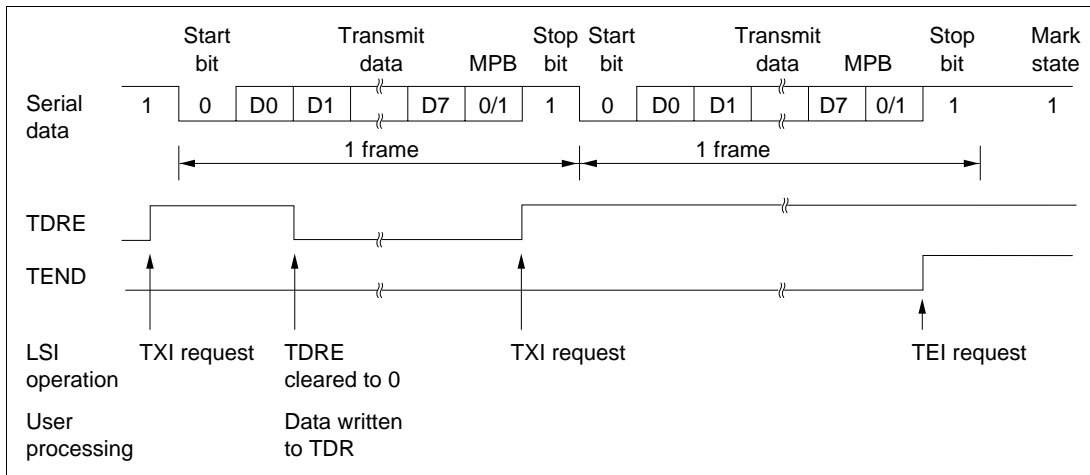 Start bit Transmit data MPB Stop bit Start bit Transmit data MPB Stop bit Mark state
Serial data 1 0 D0 D1 D7 0/1 1 0 D0 D1 D7 0/1 1 1
1 frame 1 frame
TDRE
TEND
LSI operation TXI request TDRE cleared to 0 TXI request TEI request
User processing Data written to TDR